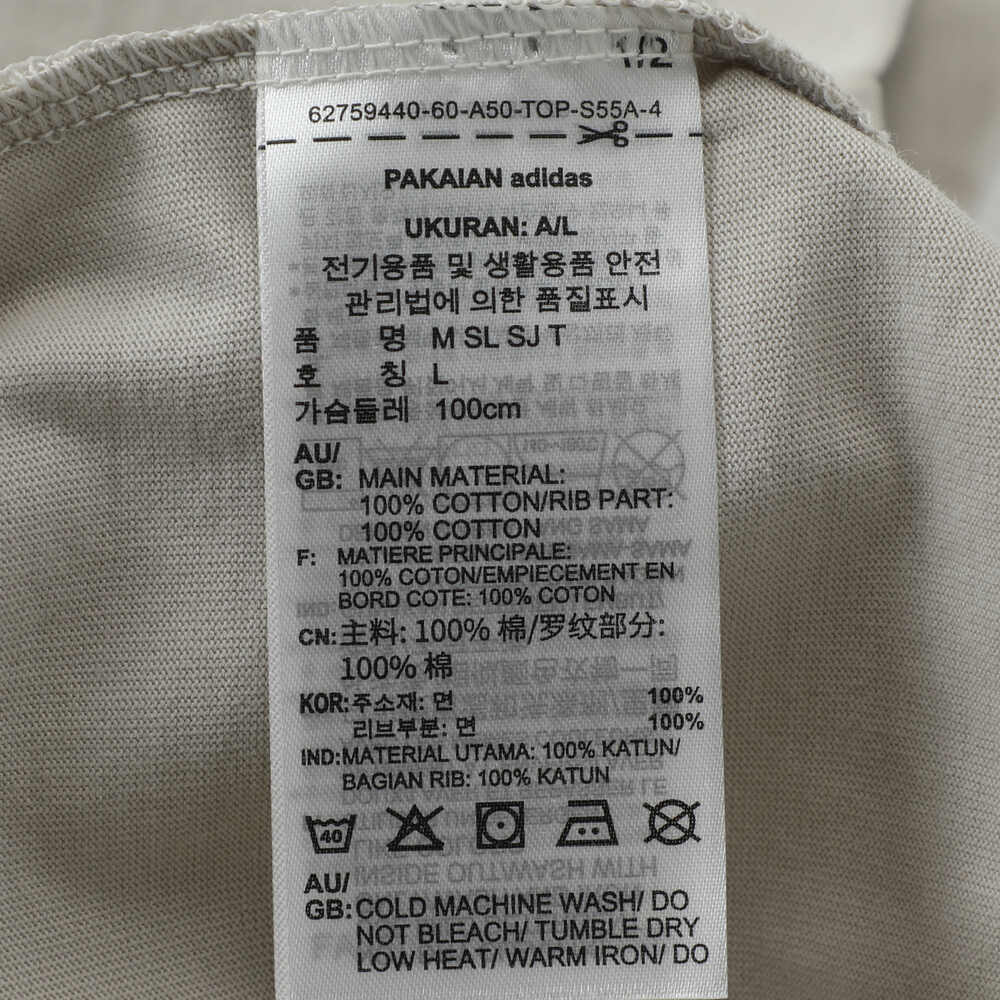 1/2
62759440-60-A50-TOP-S55A-4
PAKAIAN adidas
UKURAN: A/L
전기용품 및 생활용품 안전
관리법에 의한 품질표시
품 명 M SL SJ T
호 칭 L
가슴둘레 100cm
AU/
GB: MAIN MATERIAL:
100% COTTON/RIB PART:
100% COTTON
F: MATIERE PRINCIPALE:
100% COTON/EMPIECEMENT EN
BORD COTE: 100% COTON
CN:主料: 100% 棉/罗纹部分:
100% 棉
KOR:주소재: 면 100%
리브부분: 면 100%
IND:MATERIAL UTAMA: 100% KATUN/
BAGIAN RIB: 100% KATUN
40
AU/
GB:COLD MACHINE WASH/ DO
NOT BLEACH/ TUMBLE DRY
LOW HEAT/ WARM IRON/ DO